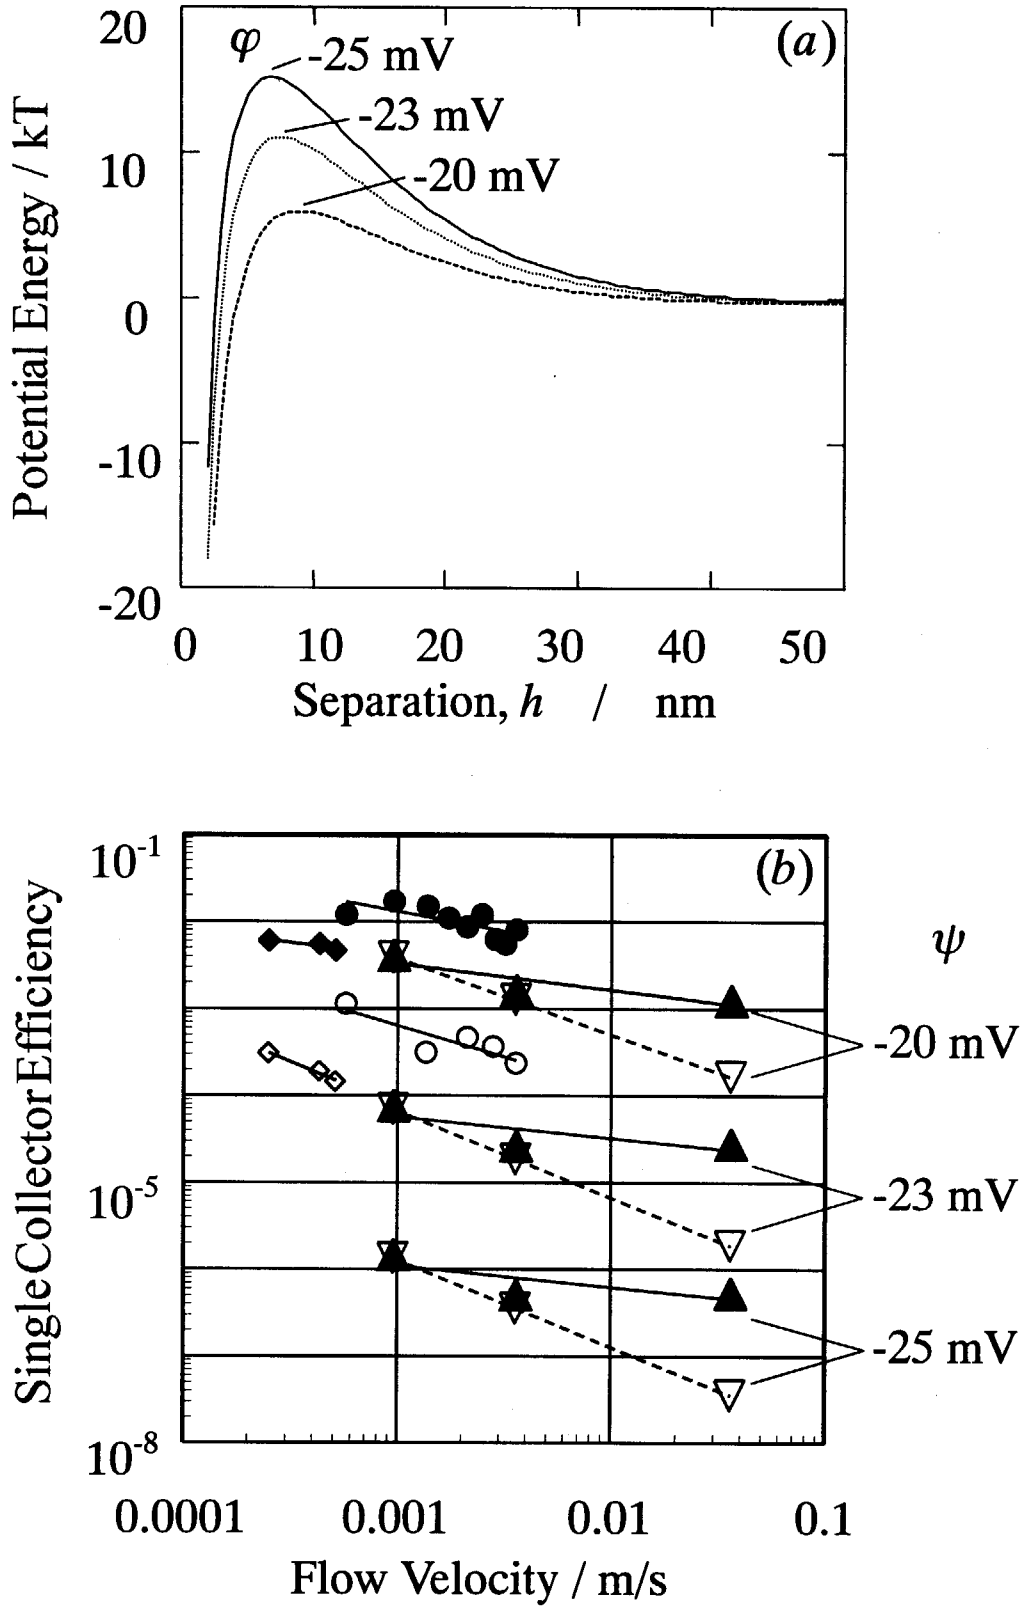 20
(a)
φ
-25 mV
-23 mV
10
-20 mV
0
-10
-20
Potential Energy / kT
0 10 20 30 40 50
Separation, h / nm
10-1
(b)
ψ
-20 mV
10-5
-23 mV
-25 mV
10-8
Single Collector Efficiency
0.0001 0.001 0.01 0.1
Flow Velocity / m/s